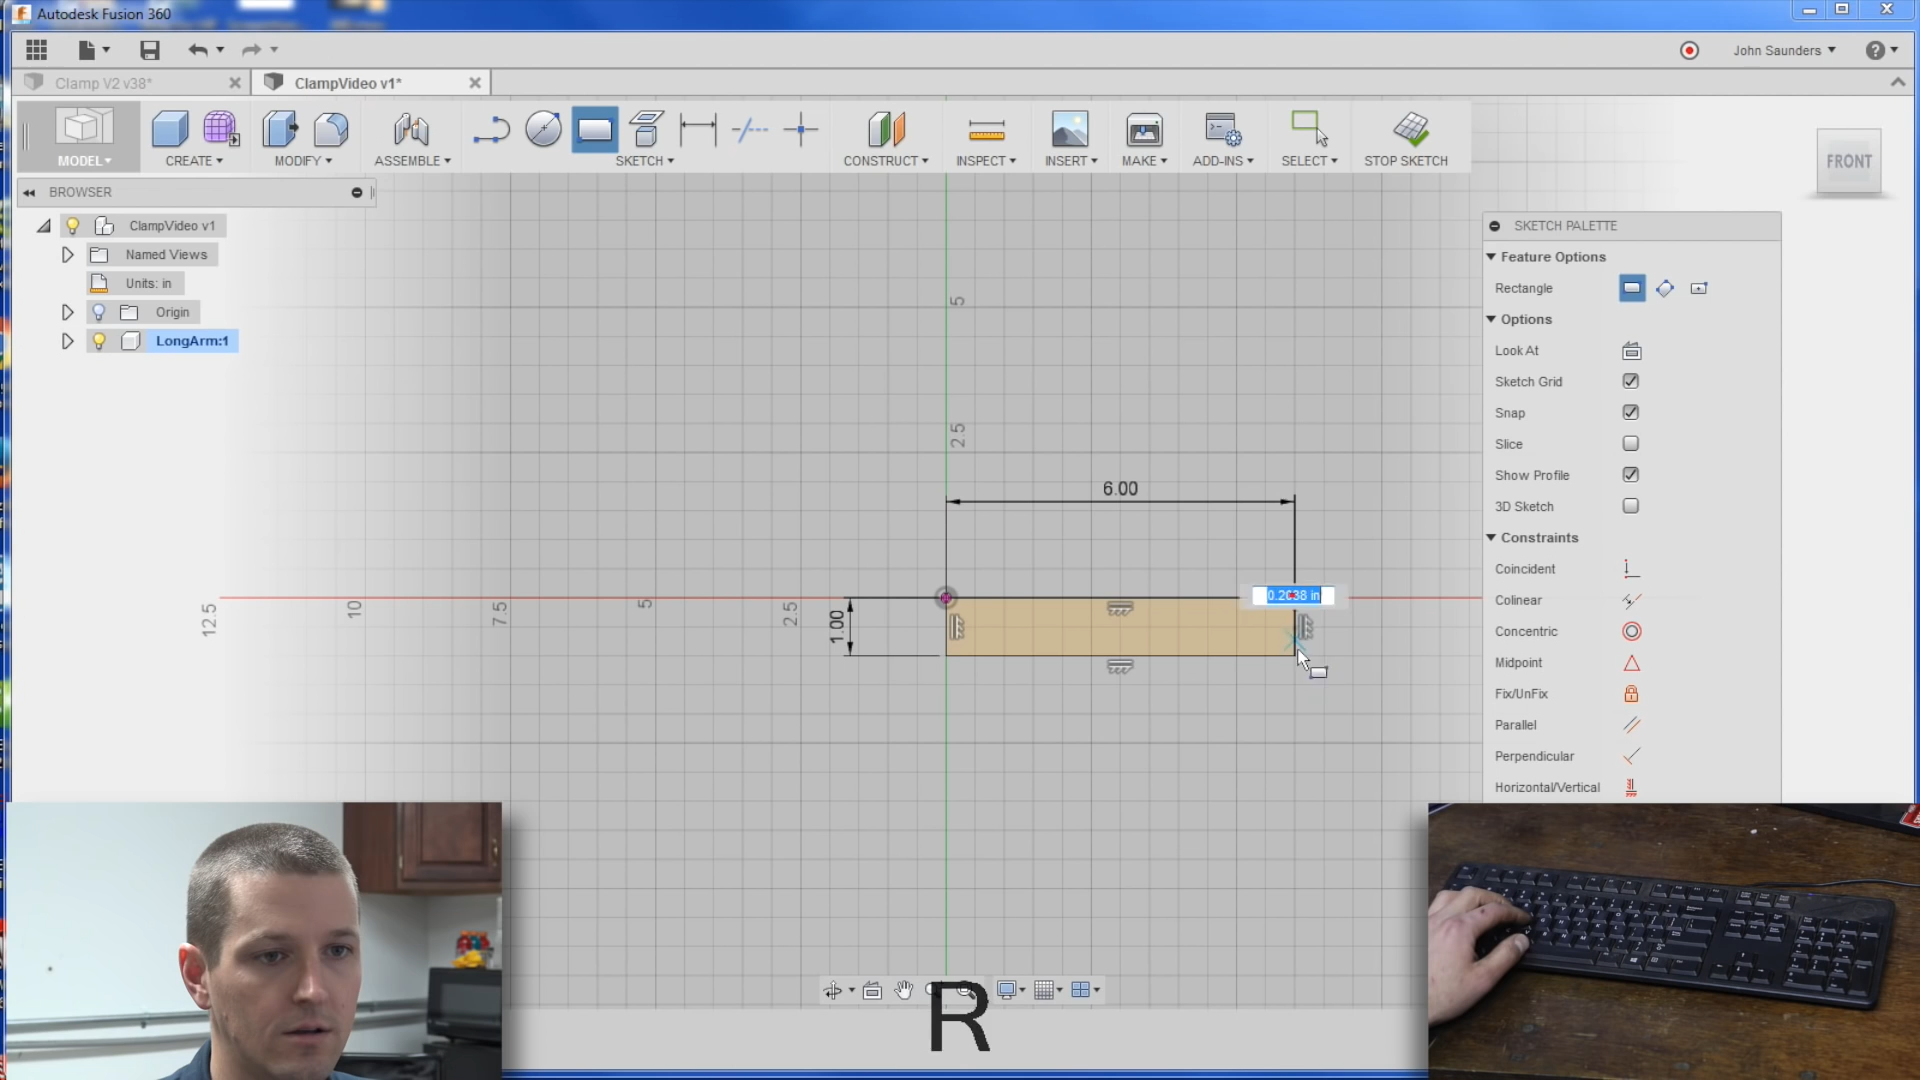 Autodesk Fusion 360
John Saunders
Clamp V2 v38*
ClampVideo v1*
MODEL
CREATE
MODIFY
ASSEMBLE
SKETCH
CONSTRUCT
INSPECT
INSERT
MAKE
ADD-INS
SELECT
STOP SKETCH
FRONT
BROWSER
ClampVideo v1
Named Views
Units: in
Origin
LongArm:1
SKETCH PALETTE
Feature Options
Rectangle
Options
Look At
Sketch Grid
Snap
Slice
Show Profile
3D Sketch
Constraints
Coincident
Colinear
Concentric
Midpoint
Fix/UnFix
Parallel
Perpendicular
Horizontal/Vertical
5
2.5
6.00
12.5
10
7.5
5
2.5
1.00
0.2038 in
R